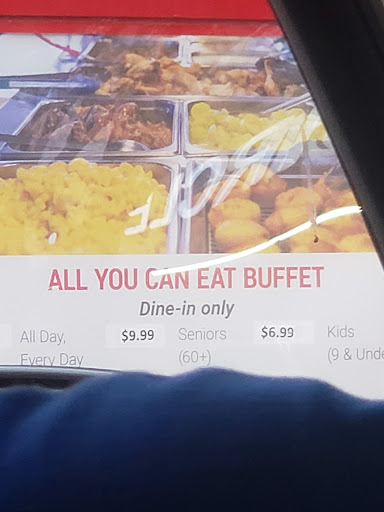 ALL YOU CAN EAT BUFFET
Dine-in only
All Day, $9.99 Seniors $6.99 Kids
Every Day (60+) (9 &